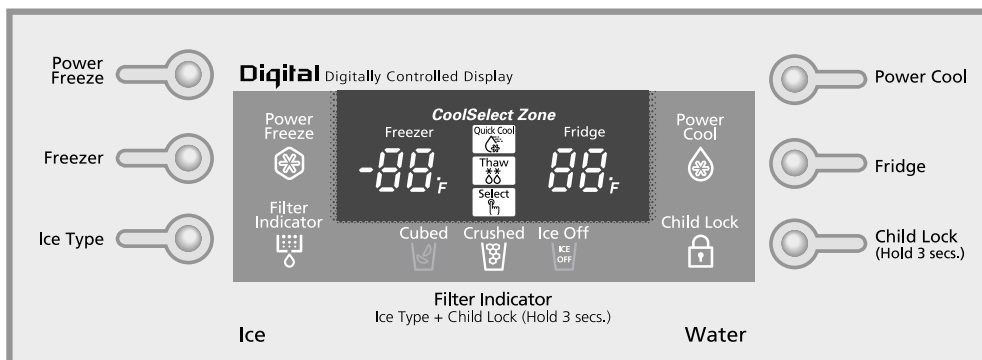 Power
Freeze
Freezer
Ice Type
Digital Digitally Controlled Display
Power
Freeze
Filter
Indicator
CoolSelect Zone
Freezer
-88°F
Quick Cool
Thaw
Select
Fridge
88°F
Power
Cool
Child Lock
Cubed Crushed Ice Off
ICE
OFF
Filter Indicator
Ice Type + Child Lock (Hold 3 secs.)
Ice
Water
Power Cool
Fridge
Child Lock
(Hold 3 secs.)